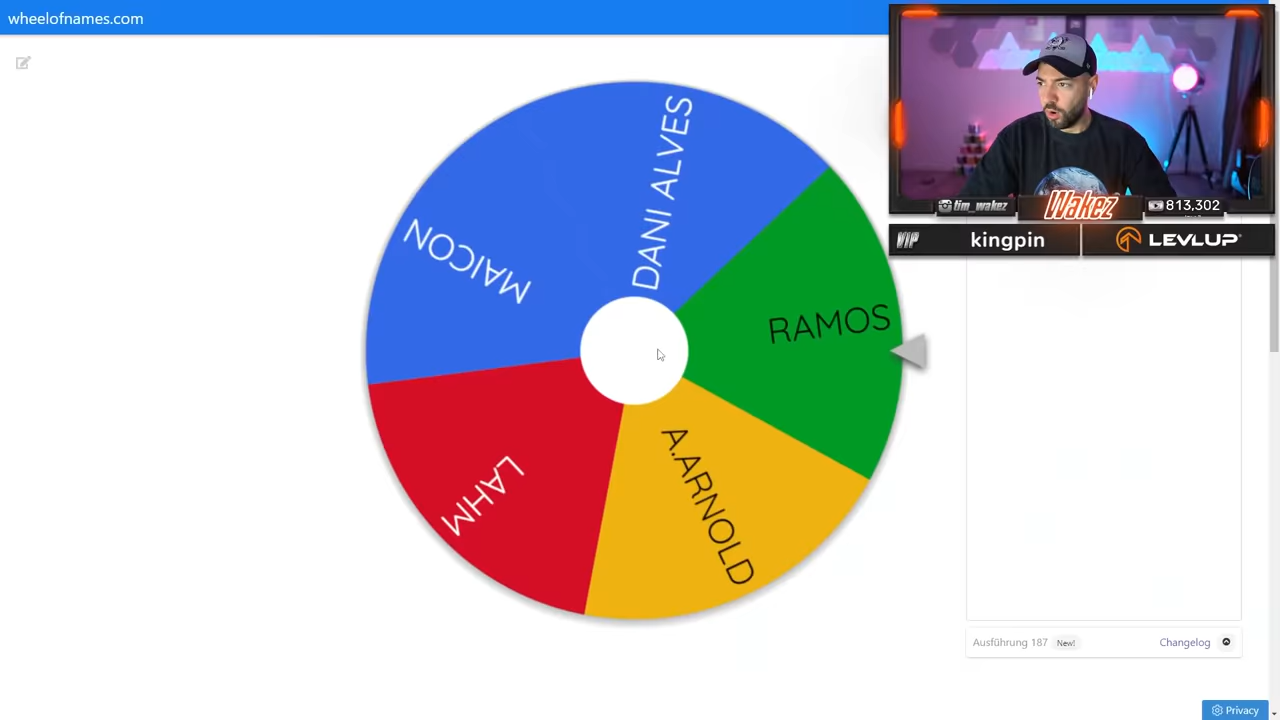 wheelofnames.com
DANI ALVES
MAICON
RAMOS
LAHM
A.ARNOLD
tim_wakez
Wakez
813,302
VIP
kingpin
LEVLUP
Ausführung 187 New! Changelog
Privacy